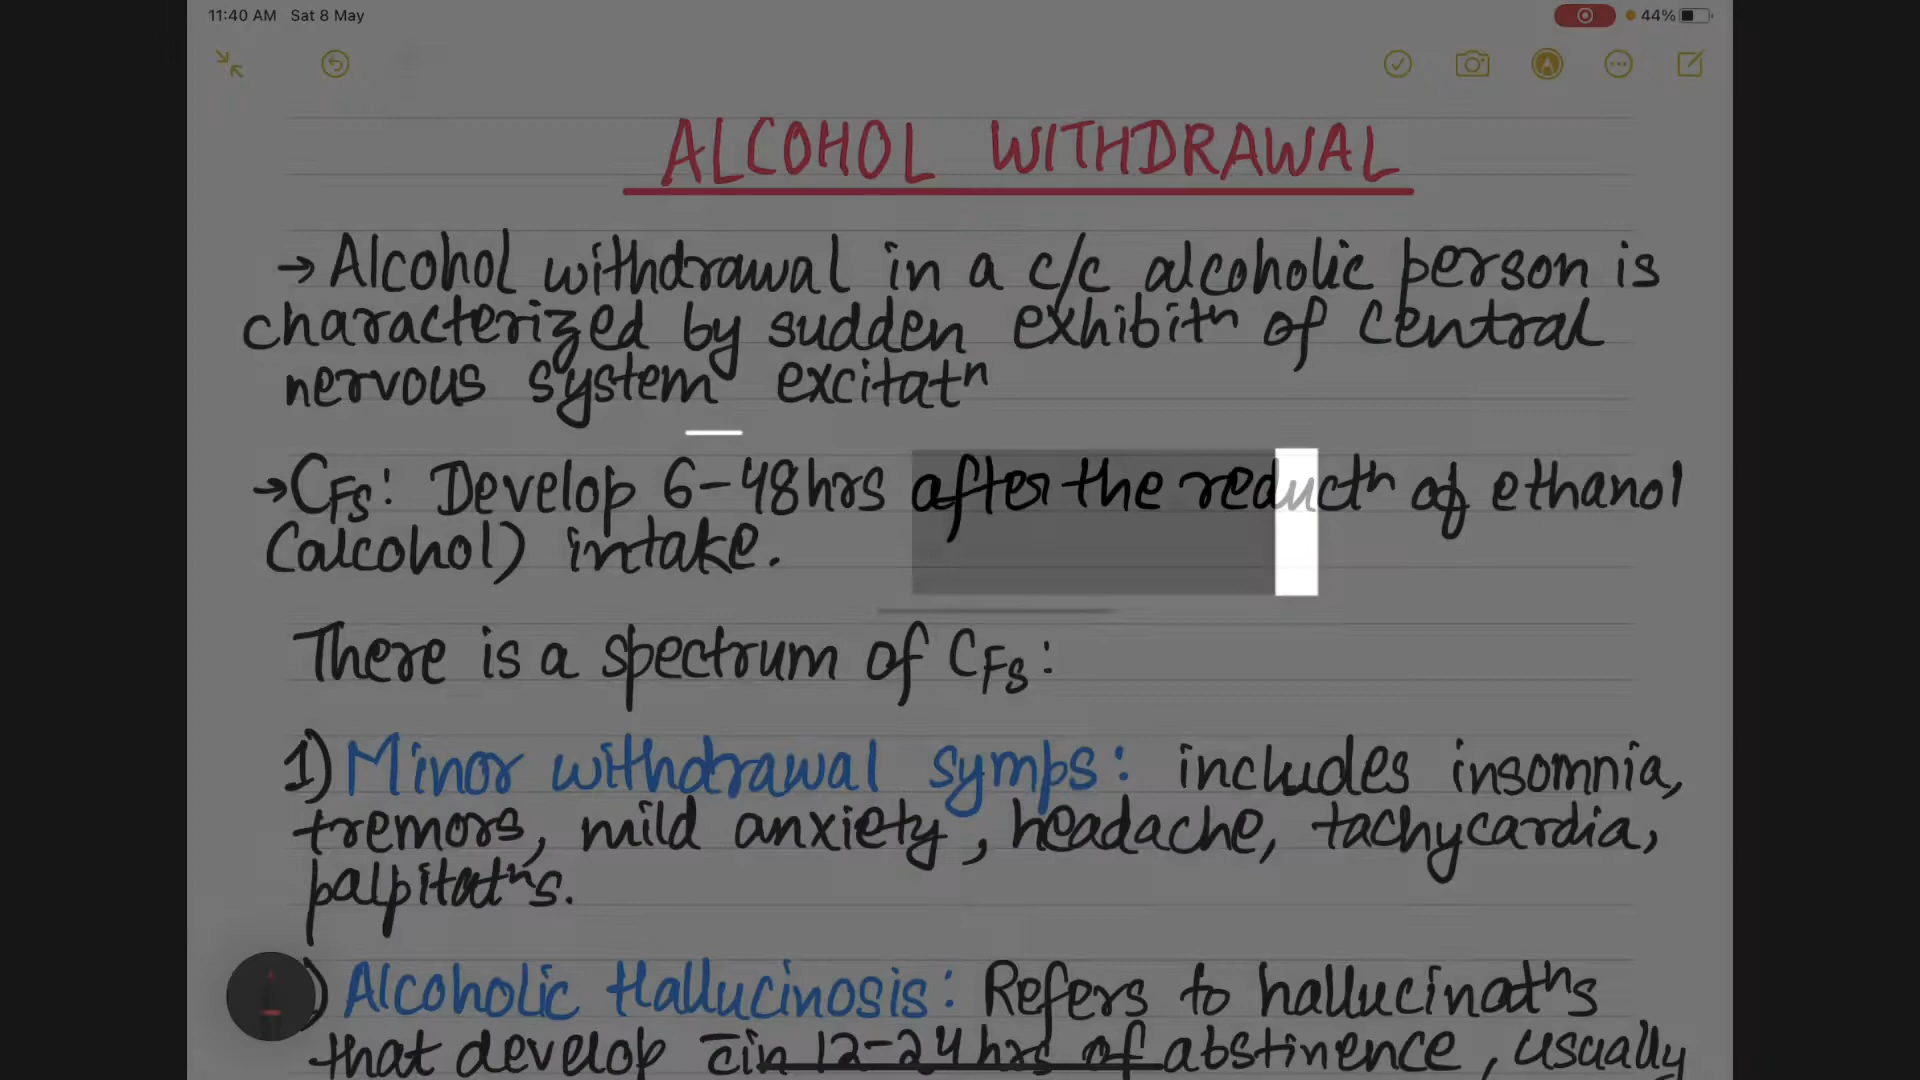 11:40 AM Sat 8 May
44%
ALCOHOL WITHDRAWAL
→ Alcohol withdrawal in a c/c alcoholic person is
characterized by sudden exhibitⁿ of central
nervous system excitatⁿ
→ CFs: Develop 6-48hrs after the reductⁿ of ethanol
(alcohol) intake.
There is a spectrum of CFs:
1) Minor withdrawal symps: includes insomnia,
tremors, mild anxiety, headache, tachycardia,
palpitatⁿs.
) Alcoholic Hallucinosis: Refers to hallucinatⁿs
that develop c̅in 12-24 hrs of abstinence, usually